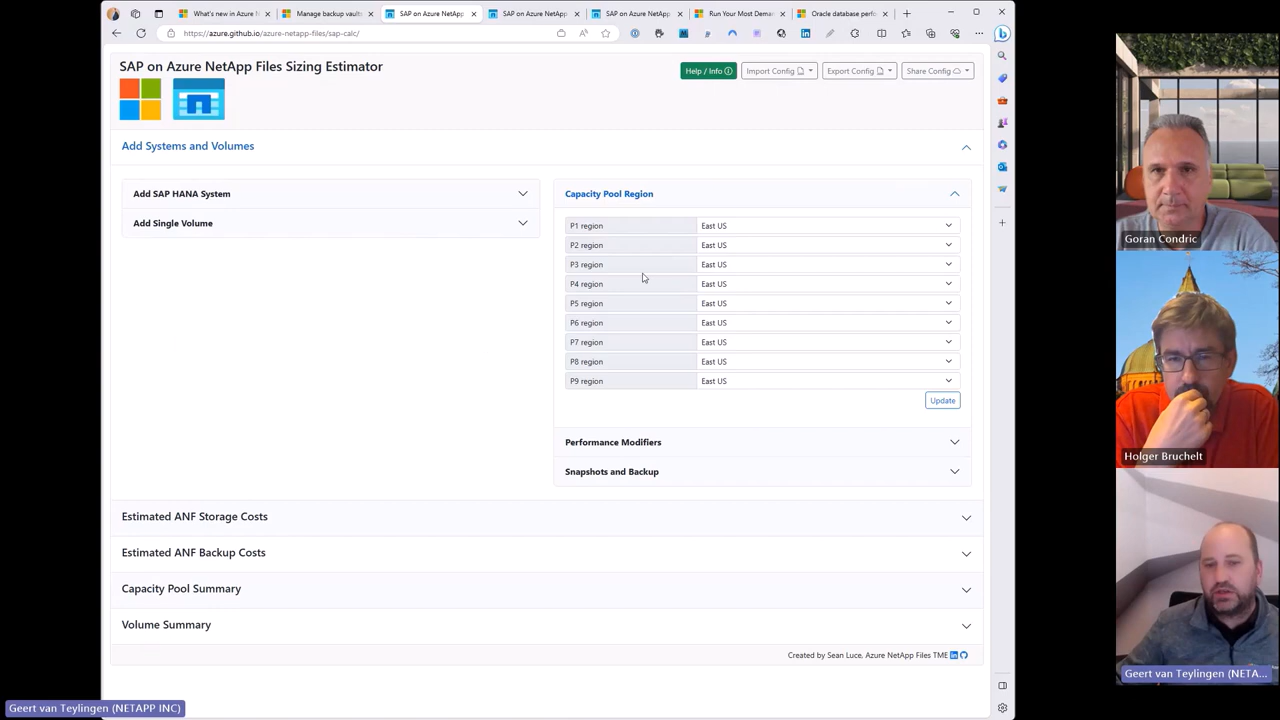 What's new in Azure N
Manage backup vaults
SAP on Azure NetApp
SAP on Azure NetApp
SAP on Azure NetApp
Run Your Most Dema
Oracle database perfo
https://azure.github.io/azure-netapp-files/sap-calc/
SAP on Azure NetApp Files Sizing Estimator
Help / Info
Import Config
Export Config
Share Config
Add Systems and Volumes
Add SAP HANA System
Add Single Volume
Capacity Pool Region
P1 region East US
P2 region East US
P3 region East US
P4 region East US
P5 region East US
P6 region East US
P7 region East US
P8 region East US
P9 region East US
Update
Performance Modifiers
Snapshots and Backup
Estimated ANF Storage Costs
Estimated ANF Backup Costs
Capacity Pool Summary
Volume Summary
Created by Sean Luce, Azure NetApp Files TME
Goran Condric
Holger Bruchelt
Geert van Teylingen (NETA...
Geert van Teylingen (NETAPP INC)